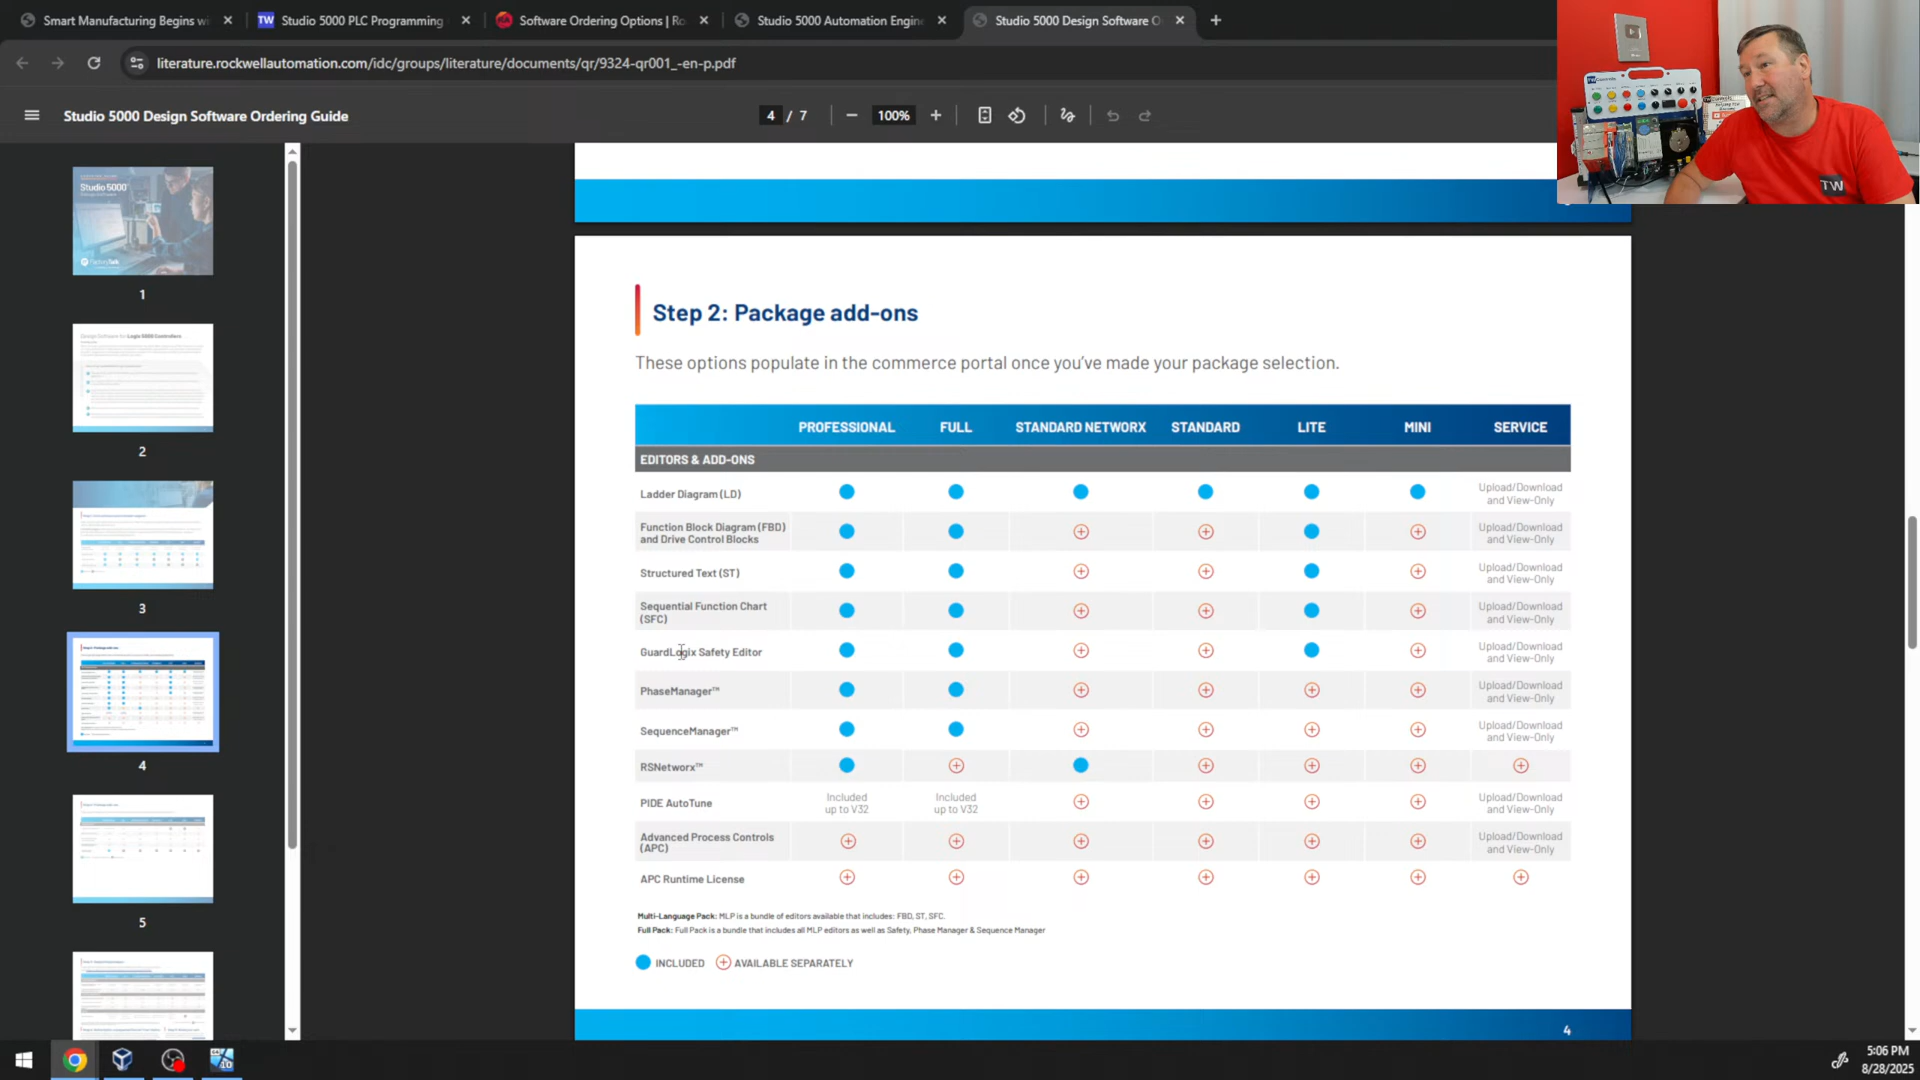 Smart Manufacturing Begins wi
Studio 5000 PLC Programming
Software Ordering Options | Ro
Studio 5000 Automation Engine
Studio 5000 Design Software O
literature.rockwellautomation.com/idc/groups/literature/documents/qr/9324-qr001_-en-p.pdf
Studio 5000 Design Software Ordering Guide
4 / 7
100%
Studio 5000
1
2
3
4
5
Step 2: Package add-ons
These options populate in the commerce portal once you've made your package selection.
PROFESSIONAL FULL STANDARD NETWORX STANDARD LITE MINI SERVICE
EDITORS & ADD-ONS
Ladder Diagram (LD) Upload/Download
and View-Only
Function Block Diagram (FBD) Upload/Download
and Drive Control Blocks and View-Only
Structured Text (ST) Upload/Download
and View-Only
Sequential Function Chart Upload/Download
(SFC) and View-Only
GuardLogix Safety Editor Upload/Download
and View-Only
PhaseManager™ Upload/Download
and View-Only
SequenceManager™ Upload/Download
and View-Only
RSNetworx™
PIDE AutoTune Included Included Upload/Download
up to V32 up to V32 and View-Only
Advanced Process Controls Upload/Download
(APC) and View-Only
APC Runtime License
Multi-Language Pack: MLP is a bundle of editors available that includes: FBD, ST, SFC.
Full Pack: Full Pack is a bundle that includes all MLP editors as well as Safety, Phase Manager & Sequence Manager
INCLUDED AVAILABLE SEPARATELY
4
TW
5:06 PM
8/28/2025